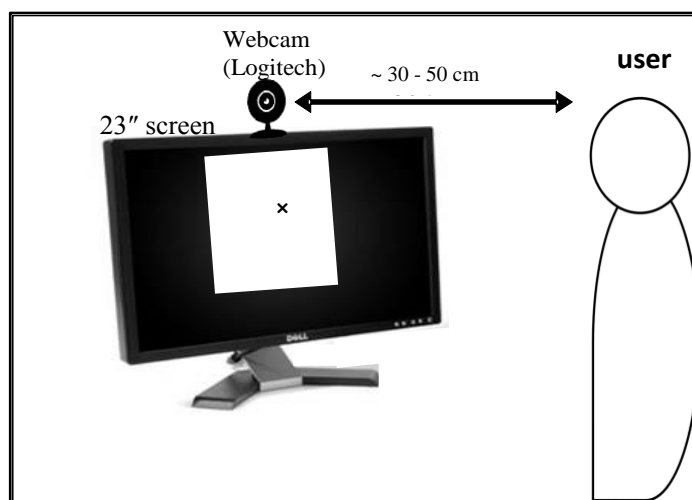 Webcam
(Logitech)
~ 30 - 50 cm
user
23″ screen
×
DELL